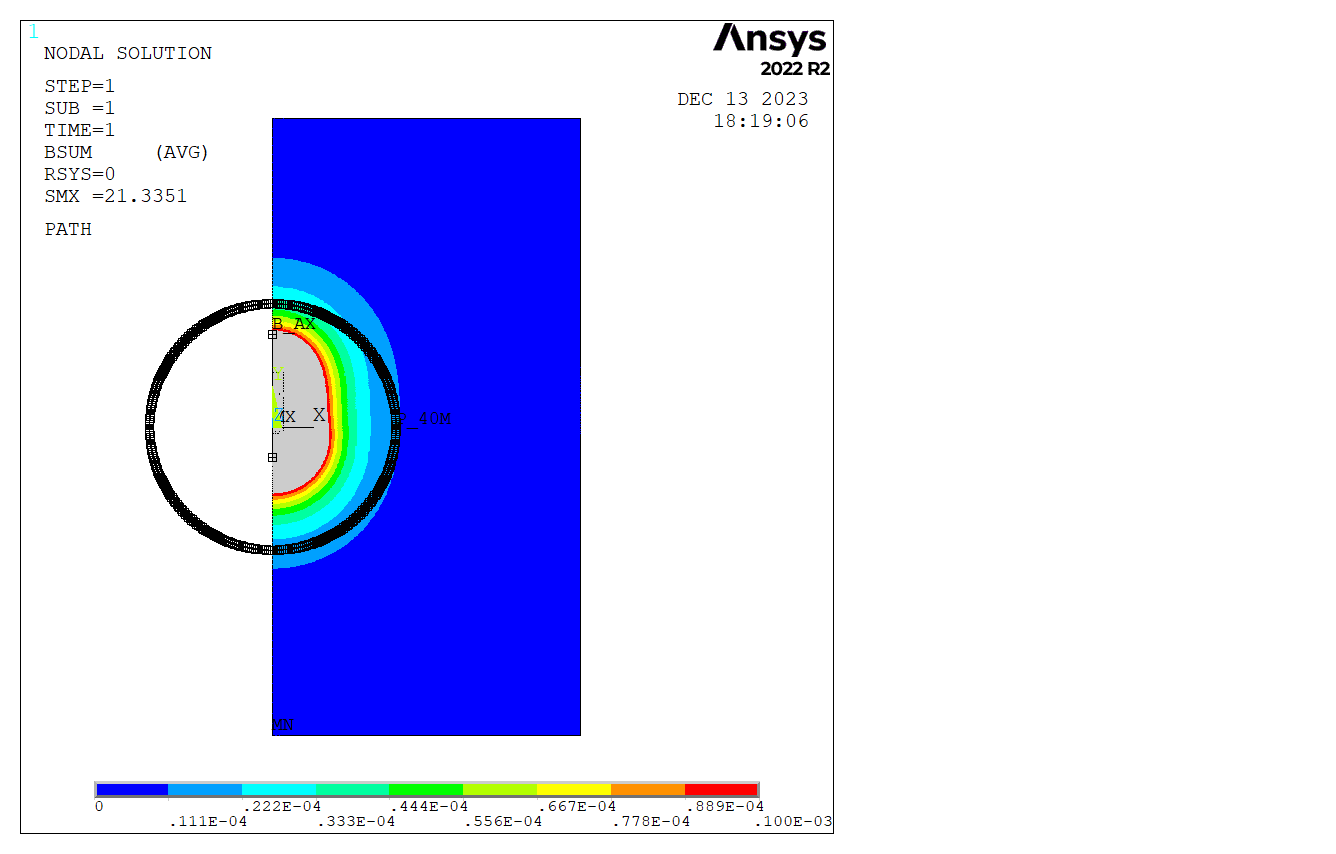 1
NODAL SOLUTION
STEP=1
SUB =1
TIME=1
BSUM (AVG)
RSYS=0
SMX =21.3351
PATH
Ansys
2022 R2
DEC 13 2023
18:19:06
B_AX
Y
Z
MX X
_40M
MN
0
.111E-04
.222E-04
.333E-04
.444E-04
.556E-04
.667E-04
.778E-04
.889E-04
.100E-03